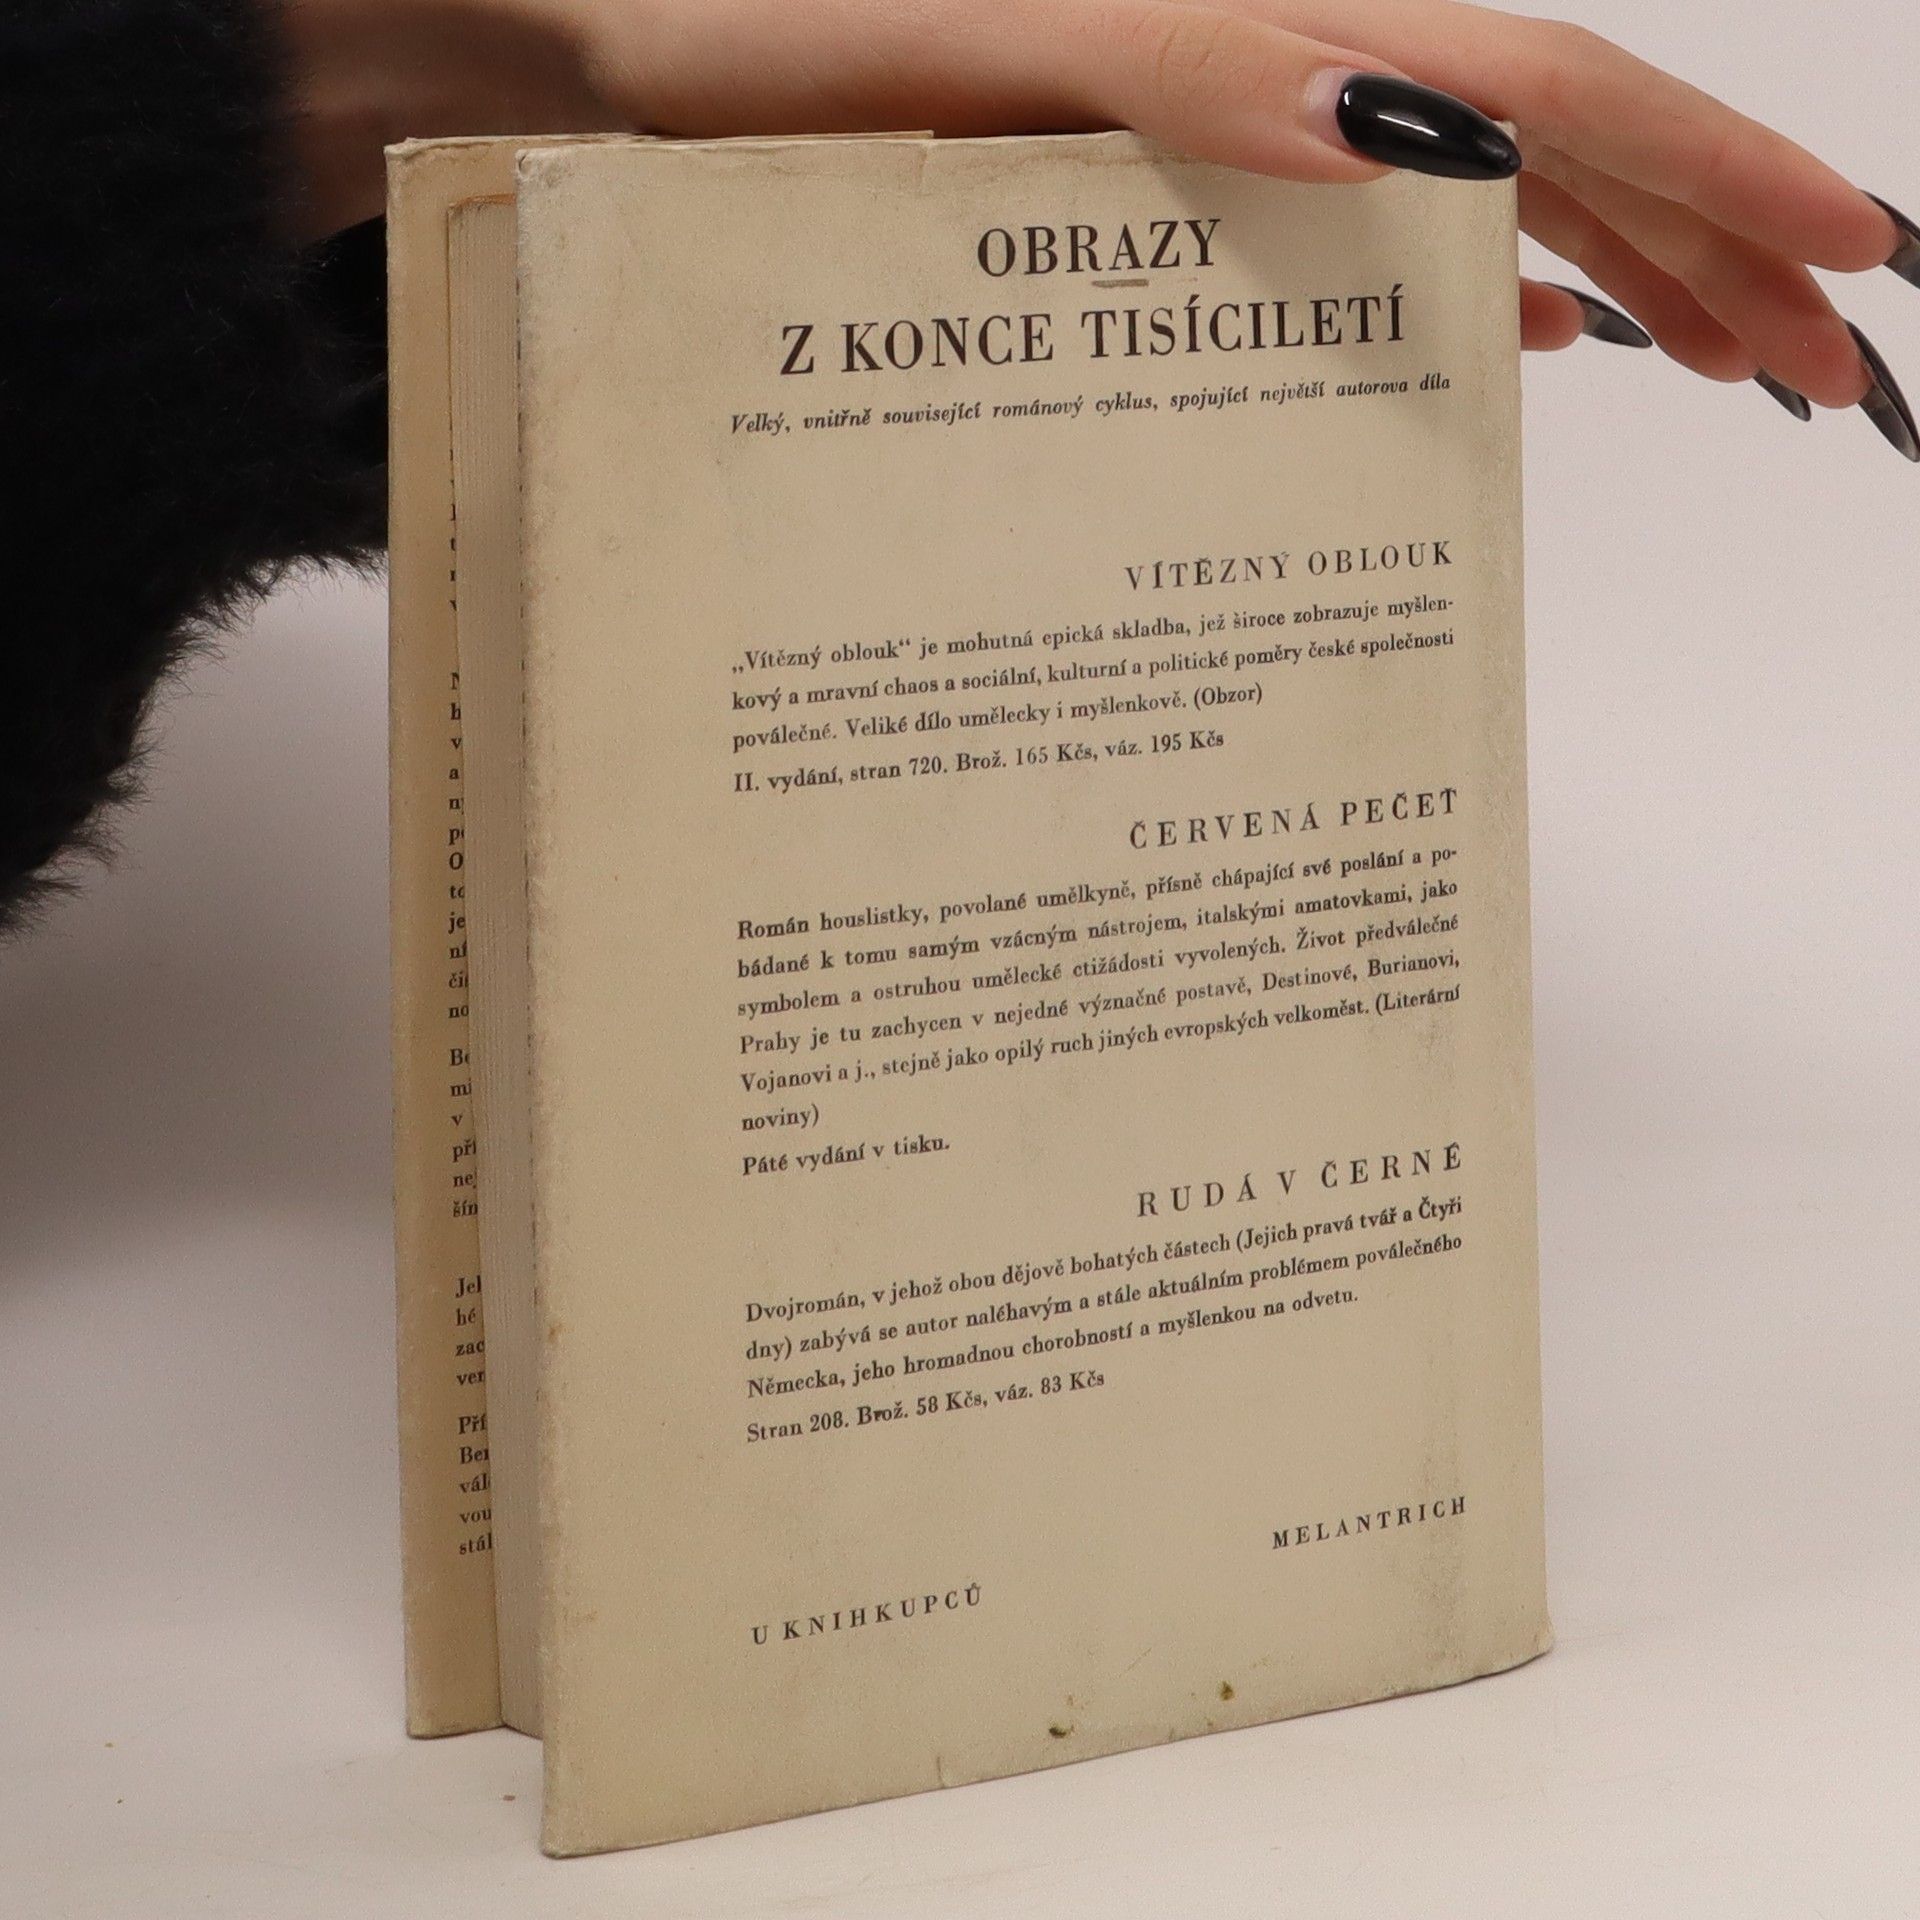 OBRAZY
Z KONCE TISÍCILETÍ
Velký, vnitřně související románový cyklus, spojující největší autorova díla
VÍTĚZNÝ OBLOUK
„Vítězný oblouk“ je mohutná epická skladba, jež široce zobrazuje myšlen-
kový a mravní chaos a sociální, kulturní a politické poměry české společnosti
poválečné. Veliké dílo umělecky i myšlenkově. (Obzor)
II. vydání, stran 720. Brož. 165 Kčs, váz. 195 Kčs
ČERVENÁ PEČEŤ
Román houslistky, povolané umělkyně, přísně chápající své poslání a po-
bádané k tomu samým vzácným nástrojem, italskými amatovkami, jako
symbolem a ostruhou umělecké ctižádosti vyvolených. Život předválečné
Prahy je tu zachycen v nejedné význačné postavě, Destinové, Burianovi,
Vojanovi a j., stejně jako opilý ruch jiných evropských velkoměst. (Literární
noviny)
Páté vydání v tisku.
RUDÁ V ČERNÉ
Dvojromán, v jehož obou dějově bohatých částech (Jejich pravá tvář a Čtyři
dny) zabývá se autor naléhavým a stále aktuálním problémem poválečného
Německa, jeho hromadnou chorobností a myšlenkou na odvetu.
Stran 208. Brož. 58 Kčs, váz. 83 Kčs
MELANTRICH
U KNIHKUPCŮ